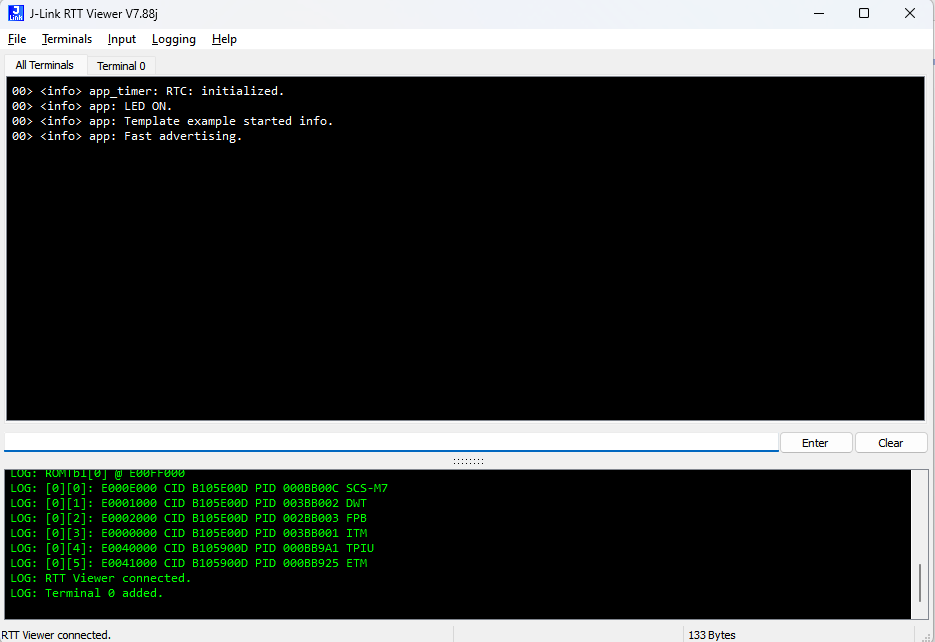 J-Link RTT Viewer V7.88j
File Terminals Input Logging Help
All Terminals Terminal 0
00> <info> app_timer: RTC: initialized.
00> <info> app: LED ON.
00> <info> app: Template example started info.
00> <info> app: Fast advertising.
Enter Clear
LOG: ROMTbl[0] @ E00FF000
LOG: [0][0]: E000E000 CID B105E00D PID 000BB00C SCS-M7
LOG: [0][1]: E0001000 CID B105E00D PID 003BB002 DWT
LOG: [0][2]: E0002000 CID B105E00D PID 002BB003 FPB
LOG: [0][3]: E0000000 CID B105E00D PID 003BB001 ITM
LOG: [0][4]: E0040000 CID B105900D PID 000BB9A1 TPIU
LOG: [0][5]: E0041000 CID B105900D PID 000BB925 ETM
LOG: RTT Viewer connected.
LOG: Terminal 0 added.
RTT Viewer connected. 133 Bytes